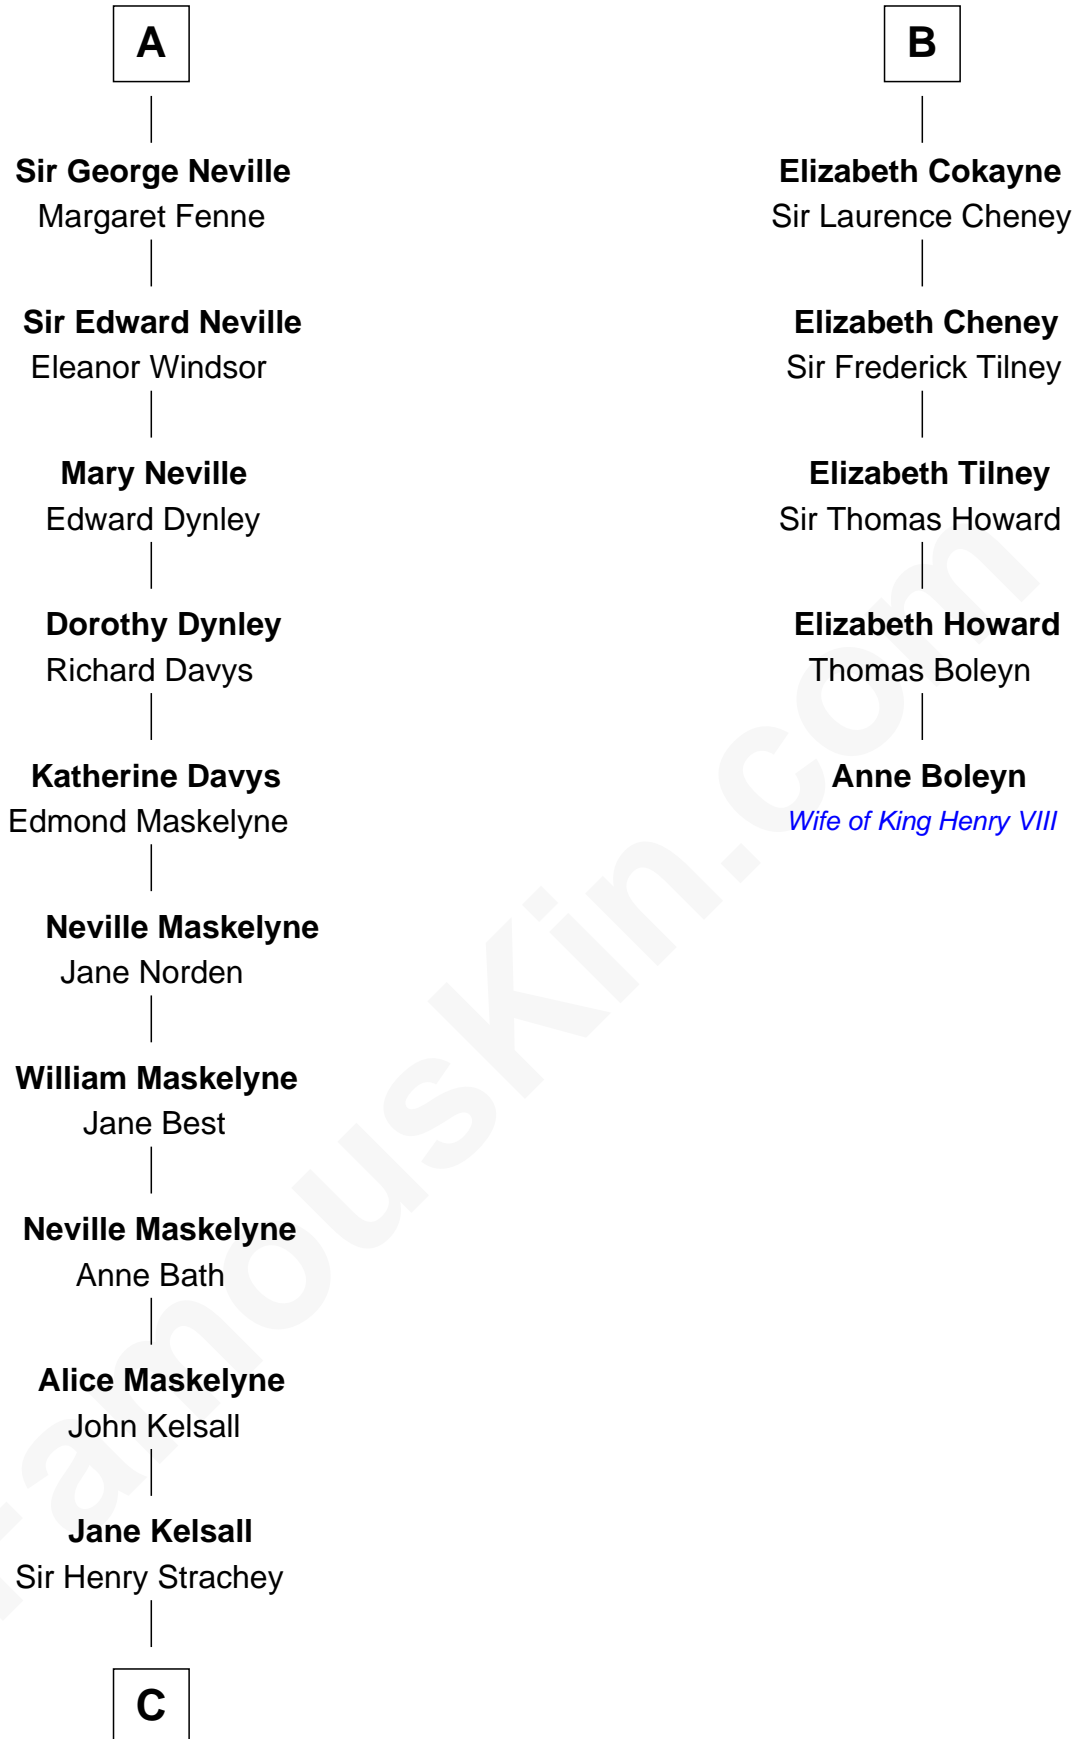 A
Sir George Neville
Margaret Fenne
Sir Edward Neville
Eleanor Windsor
Mary Neville
Edward Dynley
Dorothy Dynley
Richard Davys
Katherine Davys
Edmond Maskelyne
Neville Maskelyne
Jane Norden
William Maskelyne
Jane Best
Neville Maskelyne
Anne Bath
Alice Maskelyne
John Kelsall
Jane Kelsall
Sir Henry Strachey
C
B
Elizabeth Cokayne
Sir Laurence Cheney
Elizabeth Cheney
Sir Frederick Tilney
Elizabeth Tilney
Sir Thomas Howard
Elizabeth Howard
Thomas Boleyn
Anne Boleyn
Wife of King Henry VIII
FamousKin.com